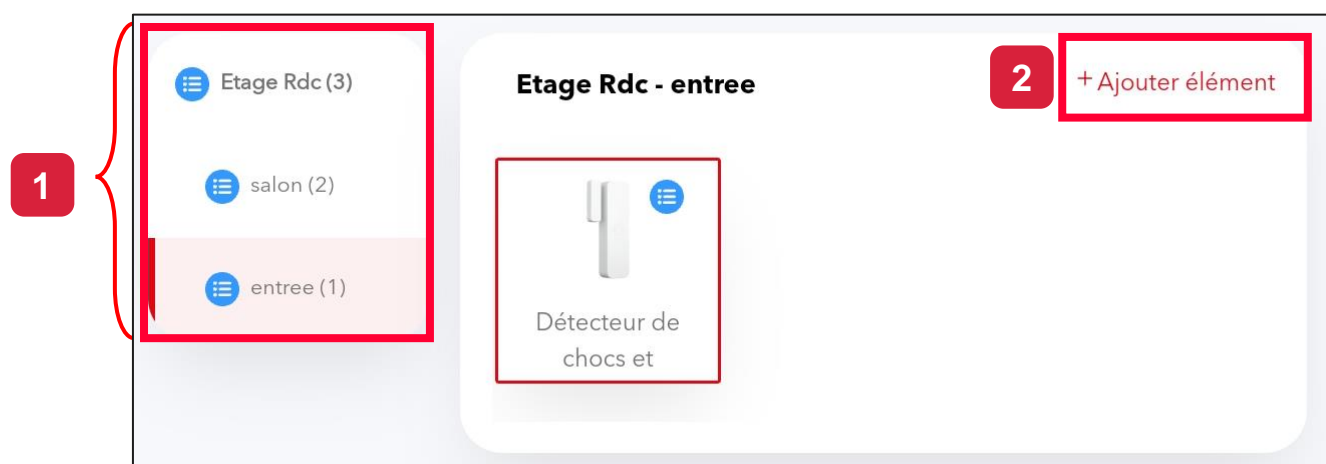 1
Etage Rdc (3)
salon (2)
entree (1)
Etage Rdc - entree
2
+ Ajouter élément
Détecteur de
chocs et